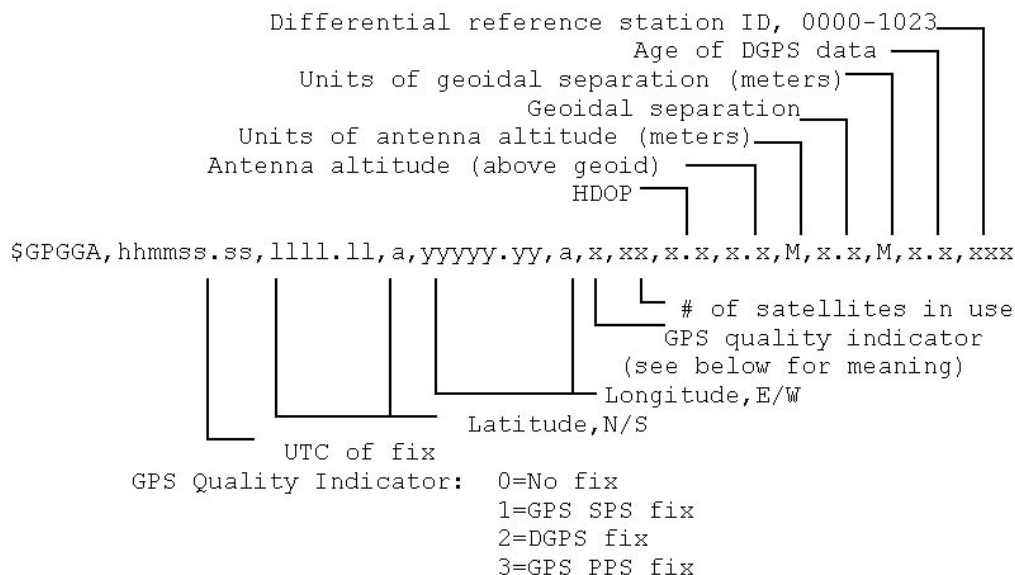 Differential reference station ID, 0000-1023
Age of DGPS data
Units of geoidal separation (meters)
Geoidal separation
Units of antenna altitude (meters)
Antenna altitude (above geoid)
HDOP
$GPGGA,hhmmss.ss,llll.ll,a,yyyyy.yy,a,x,xx,x.x,x.x,M,x.x,M,x.x,xxx
# of satellites in use
GPS quality indicator
(see below for meaning)
Longitude,E/W
Latitude,N/S
UTC of fix
GPS Quality Indicator: 0=No fix
1=GPS SPS fix
2=DGPS fix
3=GPS PPS fix